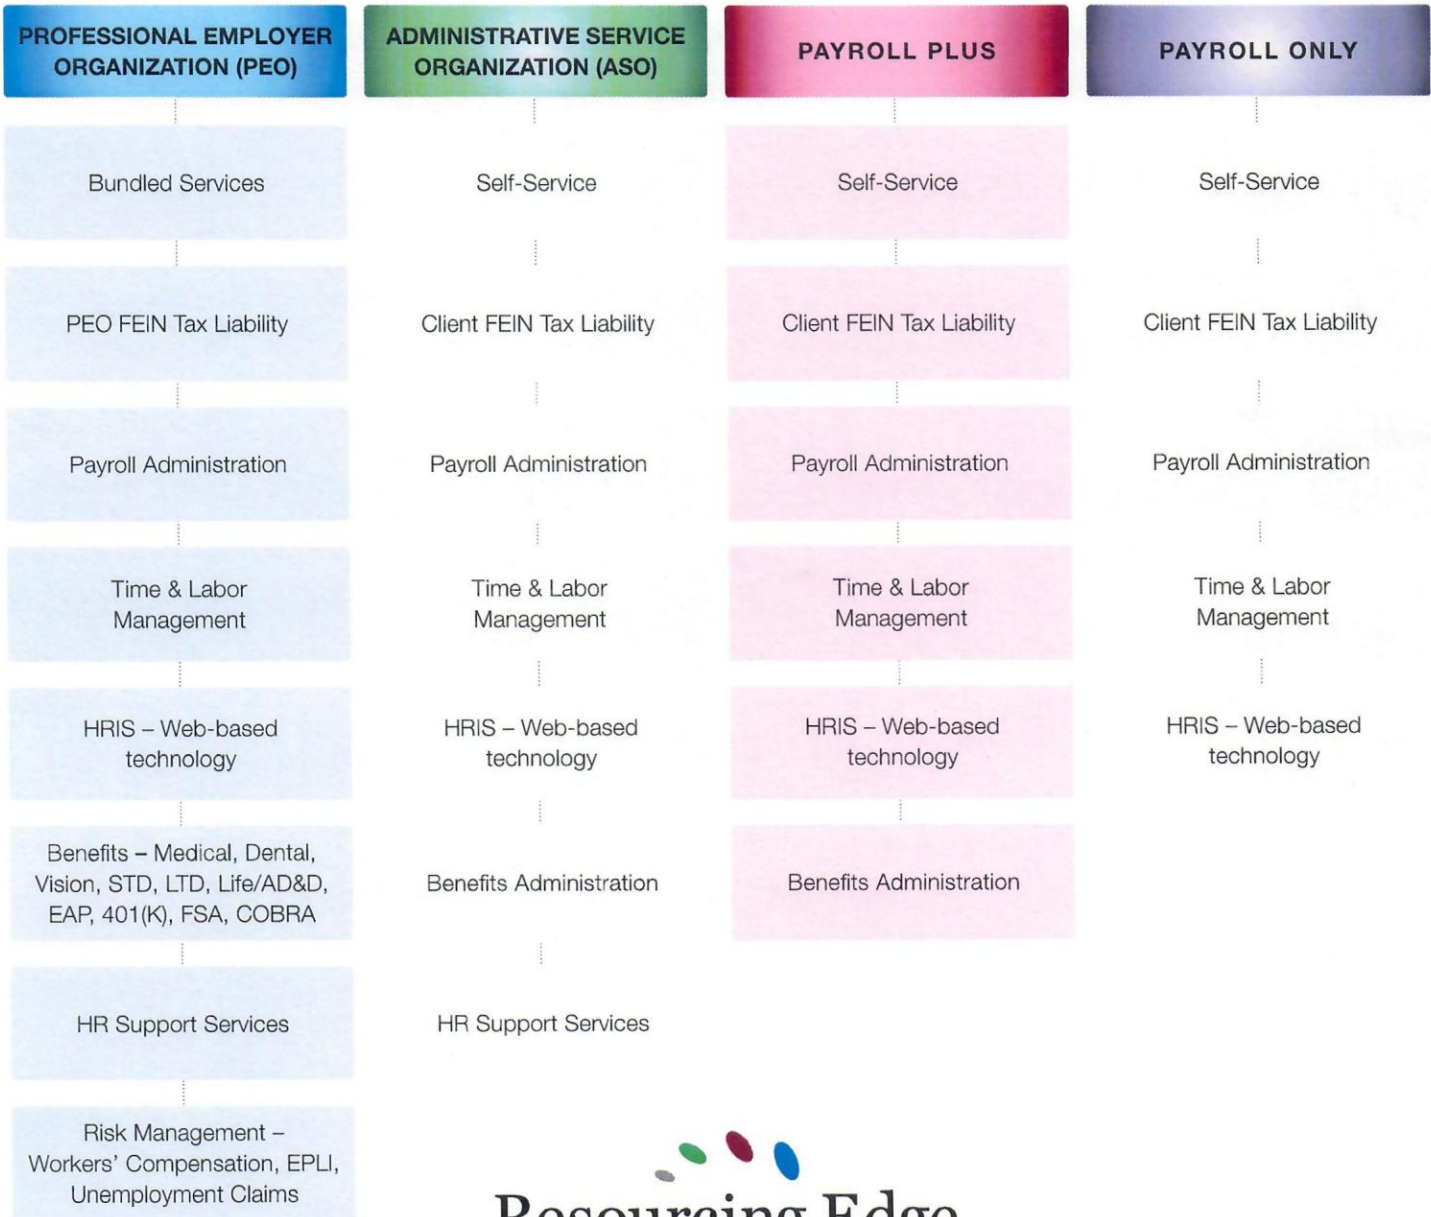 PROFESSIONAL EMPLOYER
ORGANIZATION (PEO)
Bundled Services
PEO FEIN Tax Liability
Payroll Administration
Time & Labor
Management
HRIS – Web-based
technology
Benefits – Medical, Dental,
Vision, STD, LTD, Life/AD&D,
EAP, 401(K), FSA, COBRA
HR Support Services
Risk Management –
Workers' Compensation, EPLI,
Unemployment Claims
ADMINISTRATIVE SERVICE
ORGANIZATION (ASO)
Self-Service
Client FEIN Tax Liability
Payroll Administration
Time & Labor
Management
HRIS – Web-based
technology
Benefits Administration
HR Support Services
PAYROLL PLUS
Self-Service
Client FEIN Tax Liability
Payroll Administration
Time & Labor
Management
HRIS – Web-based
technology
Benefits Administration
PAYROLL ONLY
Self-Service
Client FEIN Tax Liability
Payroll Administration
Time & Labor
Management
HRIS – Web-based
technology
Resourcing Edge